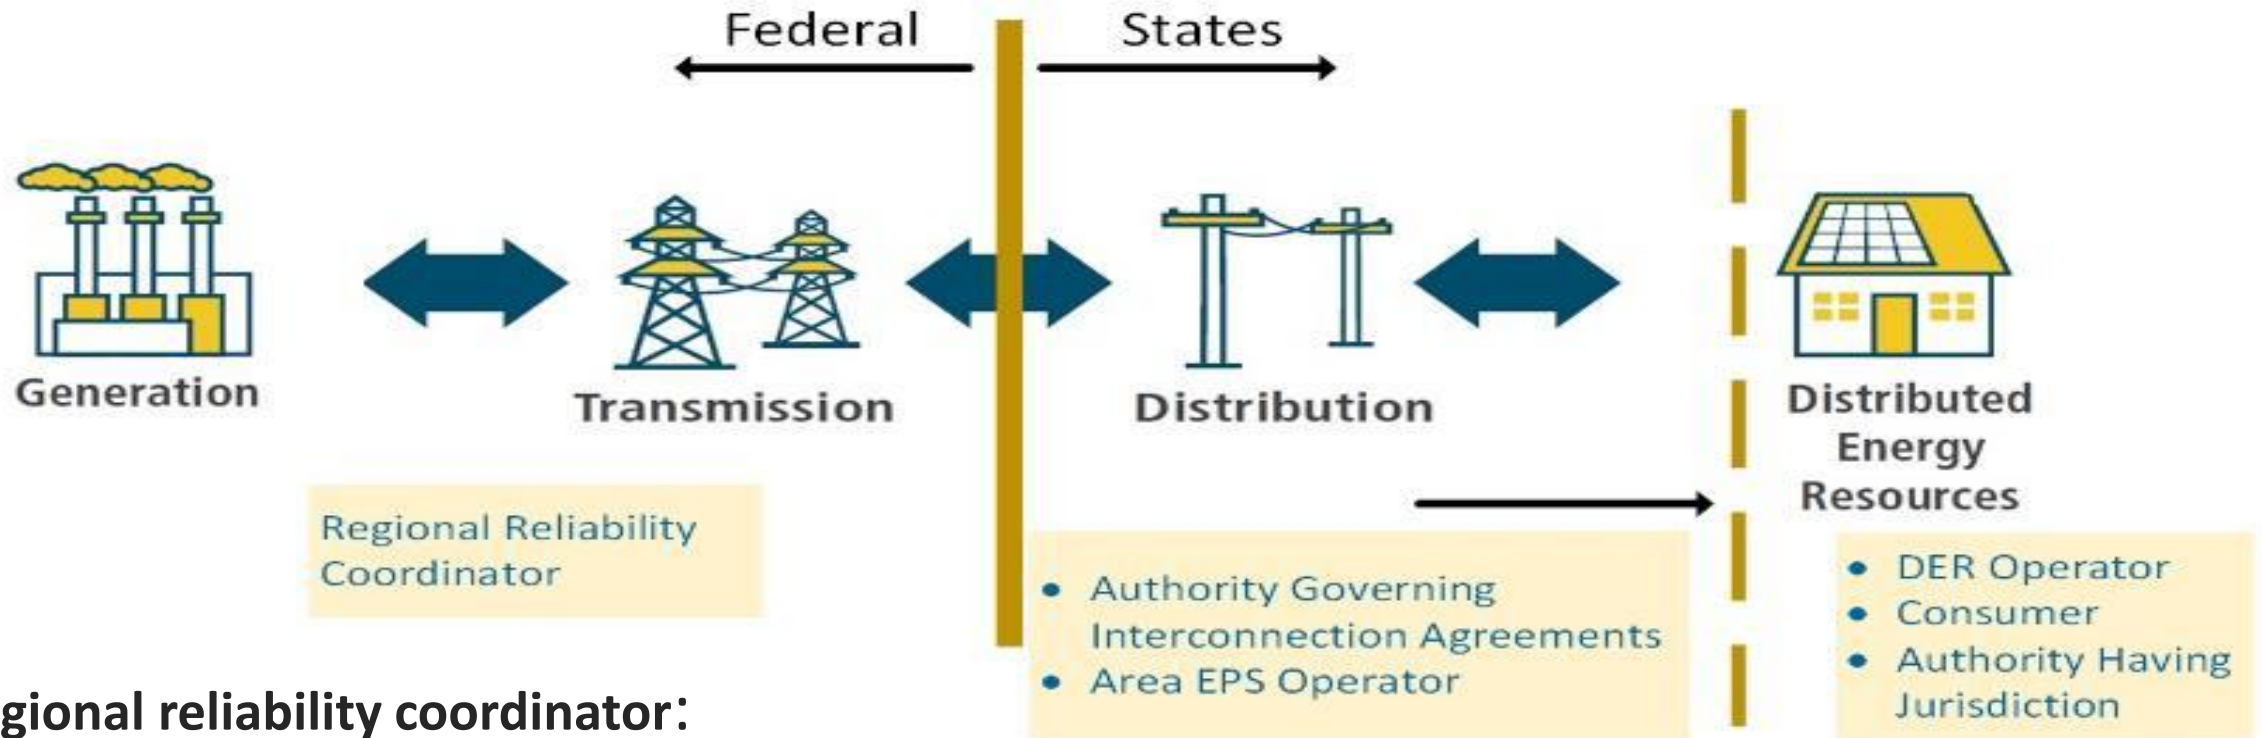 Federal
States
Generation
Transmission
Distribution
Distributed
Energy
Resources
Regional Reliability
Coordinator
• Authority Governing
Interconnection Agreements
• Area EPS Operator
• DER Operator
• Consumer
• Authority Having
Jurisdiction
gional reliability coordinator: